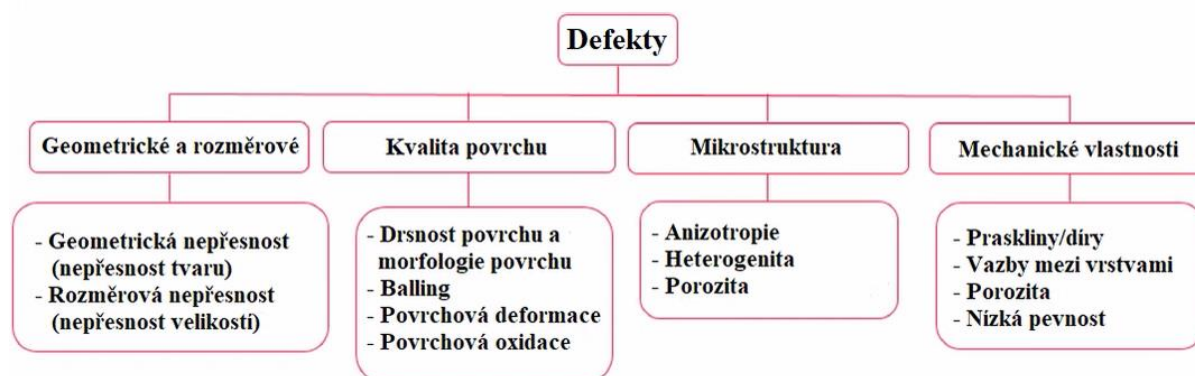 Defekty
Geometrické a rozměrové
Kvalita povrchu
Mikrostruktura
Mechanické vlastnosti
- Geometrická nepřesnost
(nepřesnost tvaru)
- Rozměrová nepřesnost
(nepřesnost velikosti)
- Drsnost povrchu a
morfologie povrchu
- Balling
- Povrchová deformace
- Povrchová oxidace
- Anizotropie
- Heterogenita
- Porozita
- Praskliny/díry
- Vazby mezi vrstvami
- Porozita
- Nízká pevnost